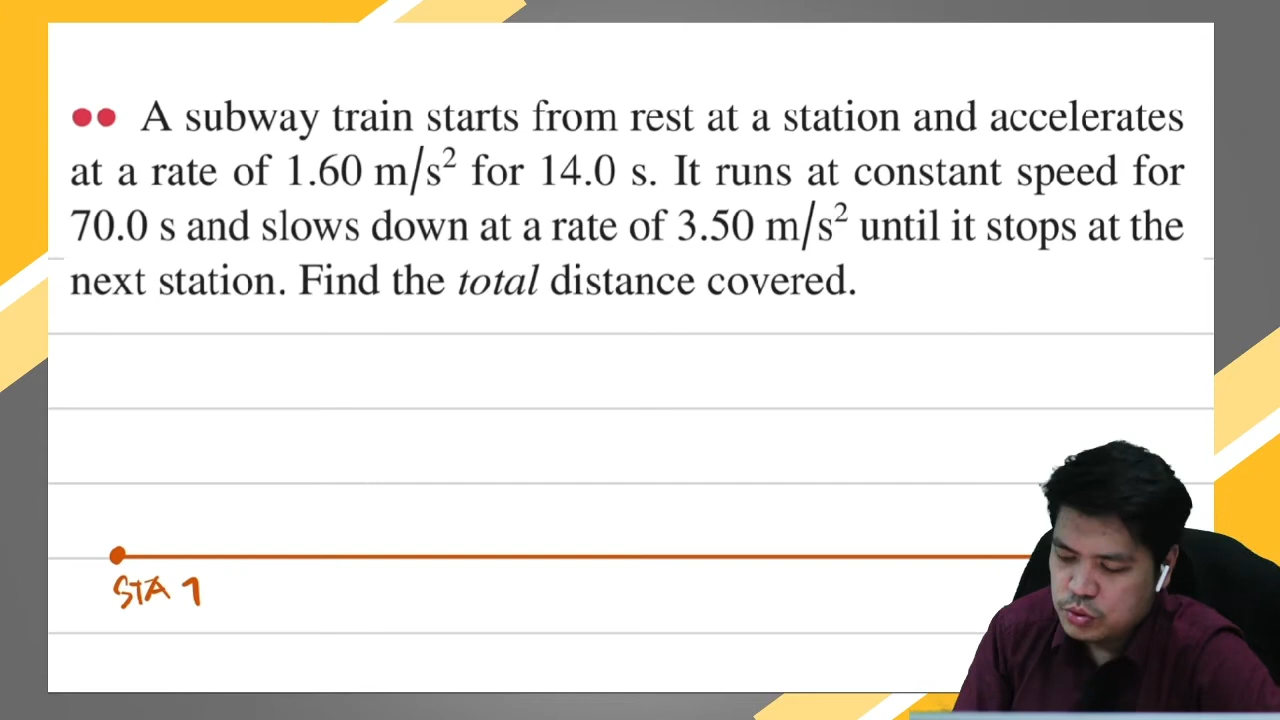 A subway train starts from rest at a station and accelerates
at a rate of 1.60 m/s² for 14.0 s. It runs at constant speed for
70.0 s and slows down at a rate of 3.50 m/s² until it stops at the
next station. Find the total distance covered.
STA 1